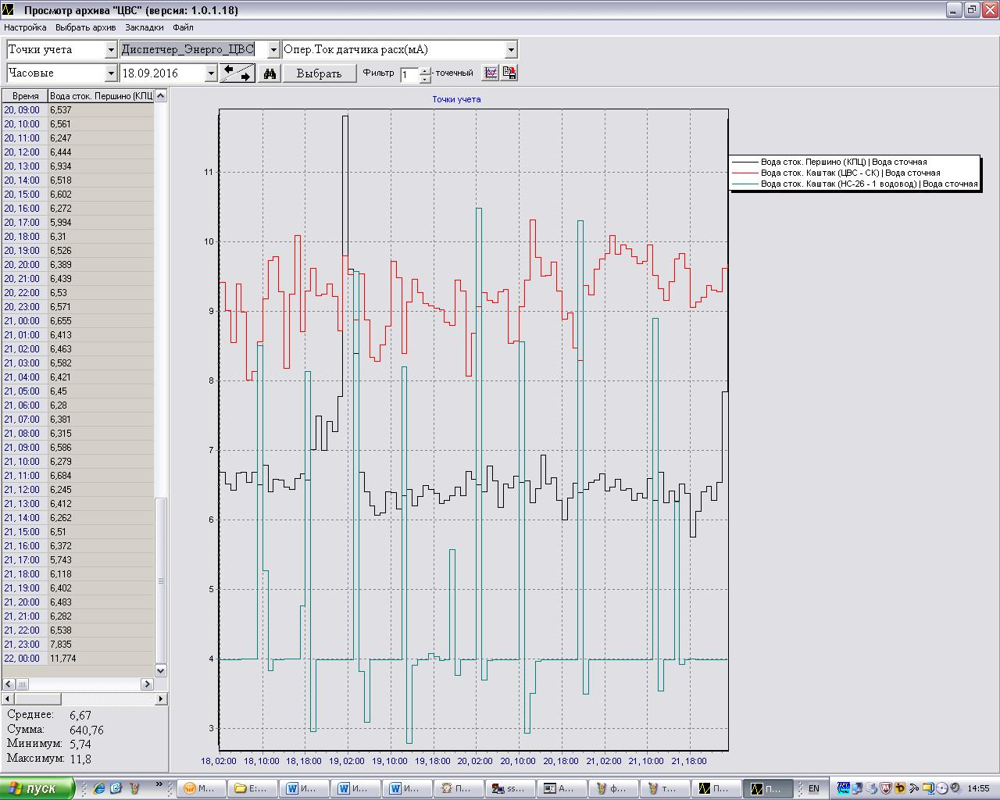 Просмотр архива "ЦВС" (версия: 1.0.1.18)
Настройка Выбрать архив Закладки Файл
Точки учета Диспетчер_Энерго_ЦВС Опер.Ток датчика расх(мА)
Часовые 18.09.2016 Выбрать Фильтр 1 - точечный
Время Вода сток. Першино (КПЦ)
20, 09:00 6,537
20, 10:00 6,561
20, 11:00 6,247
20, 12:00 6,444
20, 13:00 6,934
20, 14:00 6,518
20, 15:00 6,602
20, 16:00 6,272
20, 17:00 5,994
20, 18:00 6,31
20, 19:00 6,526
20, 20:00 6,389
20, 21:00 6,439
20, 22:00 6,53
20, 23:00 6,571
21, 00:00 6,655
21, 01:00 6,413
21, 02:00 6,463
21, 03:00 6,582
21, 04:00 6,421
21, 05:00 6,45
21, 06:00 6,28
21, 07:00 6,381
21, 08:00 6,315
21, 09:00 6,586
21, 10:00 6,279
21, 11:00 6,684
21, 12:00 6,245
21, 13:00 6,412
21, 14:00 6,262
21, 15:00 6,51
21, 16:00 6,372
21, 17:00 5,743
21, 18:00 6,118
21, 19:00 6,402
21, 20:00 6,483
21, 21:00 6,282
21, 22:00 6,538
21, 23:00 7,835
22, 00:00 11,774
Среднее: 6,67
Сумма: 640,76
Минимум: 5,74
Максимум: 11,8
Точки учета
Вода сток. Першино (КПЦ) | Вода сточная
Вода сток. Каштак (ЦВС - СК) | Вода сточная
Вода сток. Каштак (НС-26 - 1 водовод) | Вода сточная
11
10
9
8
7
6
5
4
3
18, 02:00 18, 10:00 18, 18:00 19, 02:00 19, 10:00 19, 18:00 20, 02:00 20, 10:00 20, 18:00 21, 02:00 21, 10:00 21, 18:00
пуск » М... E:... И... И... И... П... ss... А... ф... т... П... П... EN 14:55